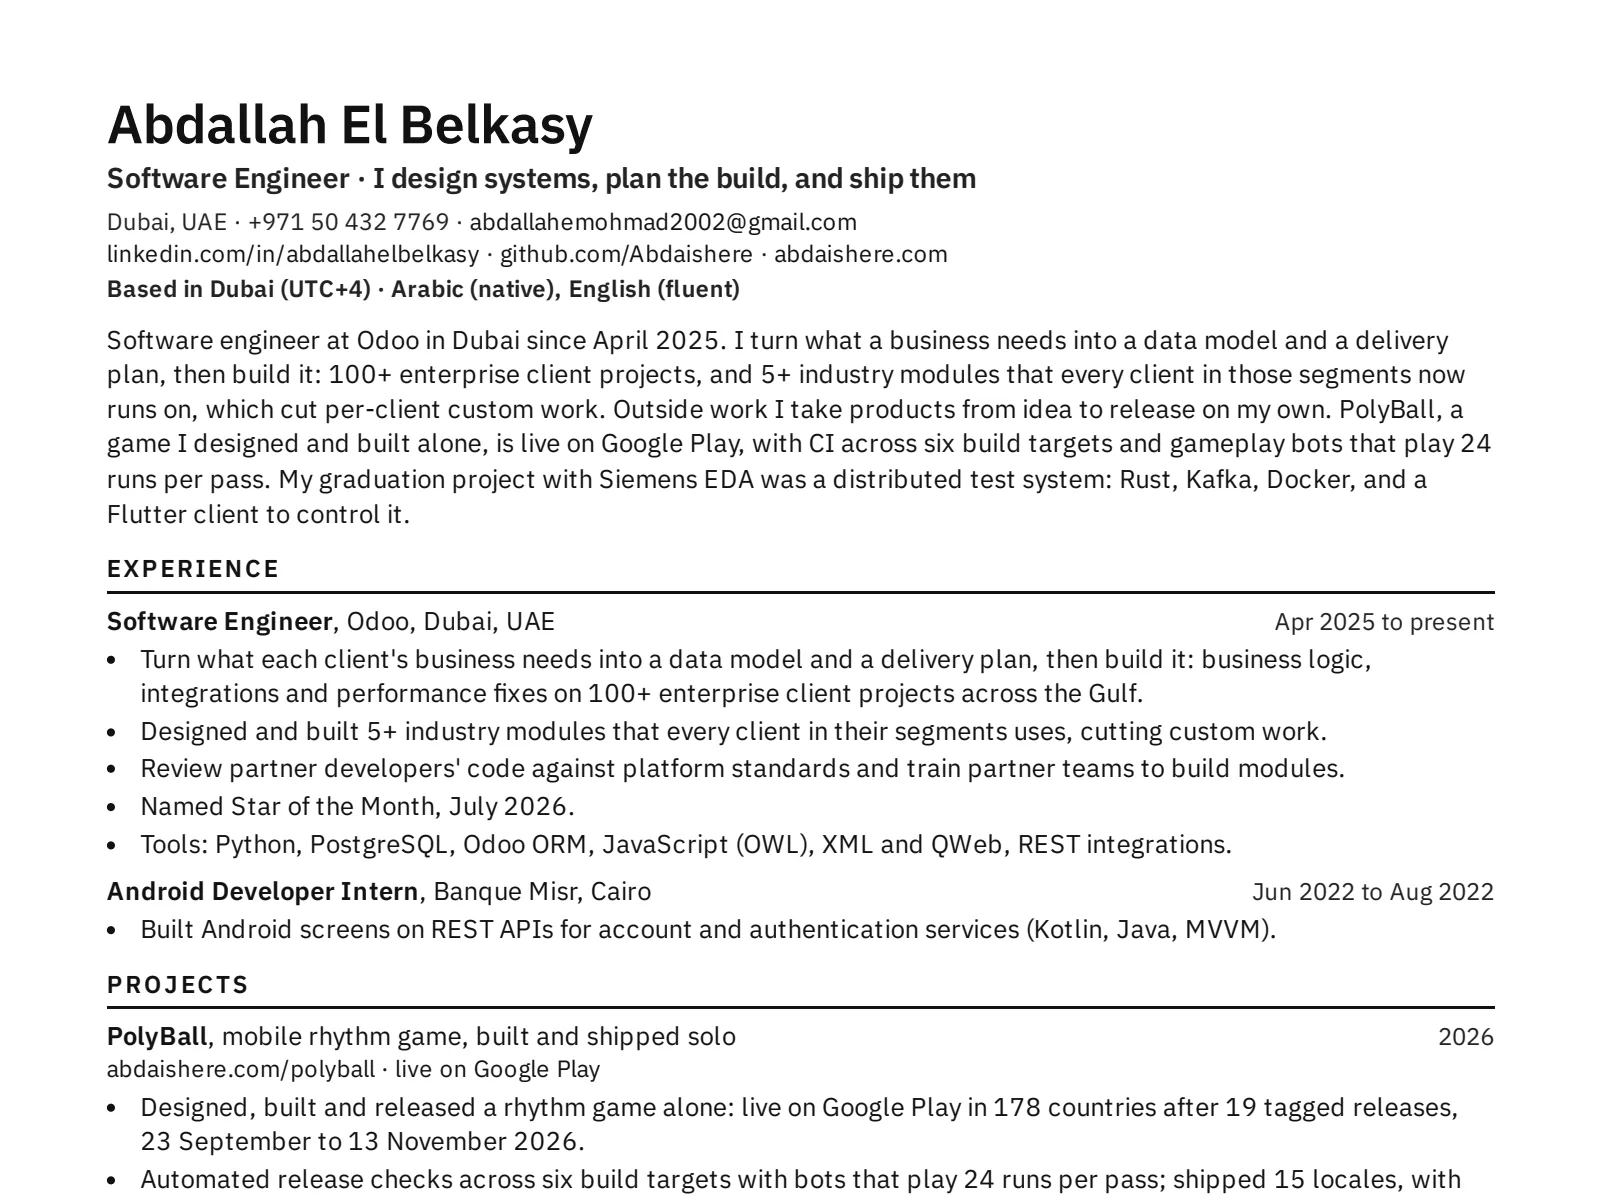 Abdallah El Belkasy
Software Engineer · I design systems, plan the build, and ship them
Dubai, UAE · +971 50 432 7769 · abdallahemohmad2002@gmail.com
linkedin.com/in/abdallahelbelkasy · github.com/Abdaishere · abdaishere.com
Based in Dubai (UTC+4) · Arabic (native), English (fluent)
Software engineer at Odoo in Dubai since April 2025. I turn what a business needs into a data model and a delivery
plan, then build it: 100+ enterprise client projects, and 5+ industry modules that every client in those segments now
runs on, which cut per-client custom work. Outside work I take products from idea to release on my own. PolyBall, a
game I designed and built alone, is live on Google Play, with CI across six build targets and gameplay bots that play 24
runs per pass. My graduation project with Siemens EDA was a distributed test system: Rust, Kafka, Docker, and a
Flutter client to control it.
EXPERIENCE
Software Engineer, Odoo, Dubai, UAE Apr 2025 to present
• Turn what each client's business needs into a data model and a delivery plan, then build it: business logic,
integrations and performance fixes on 100+ enterprise client projects across the Gulf.
• Designed and built 5+ industry modules that every client in their segments uses, cutting custom work.
• Review partner developers' code against platform standards and train partner teams to build modules.
• Named Star of the Month, July 2026.
• Tools: Python, PostgreSQL, Odoo ORM, JavaScript (OWL), XML and QWeb, REST integrations.
Android Developer Intern, Banque Misr, Cairo Jun 2022 to Aug 2022
• Built Android screens on REST APIs for account and authentication services (Kotlin, Java, MVVM).
PROJECTS
PolyBall, mobile rhythm game, built and shipped solo 2026
abdaishere.com/polyball · live on Google Play
• Designed, built and released a rhythm game alone: live on Google Play in 178 countries after 19 tagged releases,
23 September to 13 November 2026.
• Automated release checks across six build targets with bots that play 24 runs per pass; shipped 15 locales, with